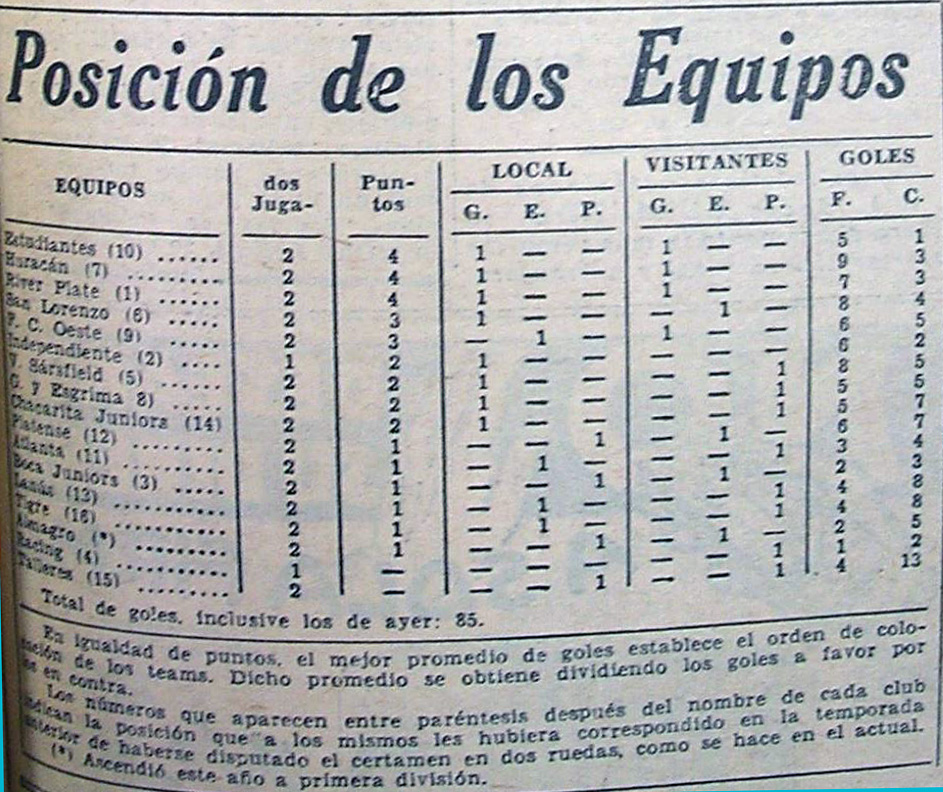 Posición de los Equipos
EQUIPOS dos Juga- Pun- tos LOCAL VISITANTES GOLES
G. E. P. G. E. P. F. C.
Estudiantes (10) ...... 2 4 1 — — 1 — — 5 1
Huracán (7) ......... 2 4 1 — — 1 — — 9 3
River Plate (1) ...... 2 4 1 — — 1 — — 7 3
San Lorenzo (6) ..... 2 3 1 — — — 1 — 8 4
F. C. Oeste (9) ..... 2 3 — 1 — 1 — — 6 5
Independiente (2) .... 1 2 1 — — — — — 6 2
V. Sársfield (5) ...... 2 2 1 — — — — 1 8 5
G. y Esgrima 8) ..... 2 2 1 — — — — 1 5 5
Chacarita Juniors (14) 2 2 1 — — — — 1 5 7
Platense (12) ......... 2 1 — — 1 — 1 — 6 7
Atlanta (11) .......... 2 1 — 1 — — — 1 3 4
Boca Juniors (3) ..... 2 1 — — 1 — 1 — 2 3
Lanús (13) ........... 2 1 — 1 — — — 1 4 8
Tigre (16) ........... 2 1 — 1 — — — 1 4 8
Almagro (*) ......... 2 1 — — 1 — 1 — 2 5
Racing (4) .......... 1 — — — — — — 1 1 2
Talleres (15) ......... 2 — — — 1 — — 1 4 13
Total de goles, inclusive los de ayer: 85.
En igualdad de puntos, el mejor promedio de goles establece el orden de colo-
cación de los teams. Dicho promedio se obtiene dividiendo los goles a favor por
los en contra.
Los números que aparecen entre paréntesis después del nombre de cada club
indican la posición que a los mismos les hubiera correspondido en la temporada
anterior de haberse disputado el certamen en dos ruedas, como se hace en el actual.
(*) Ascendió este año a primera división.